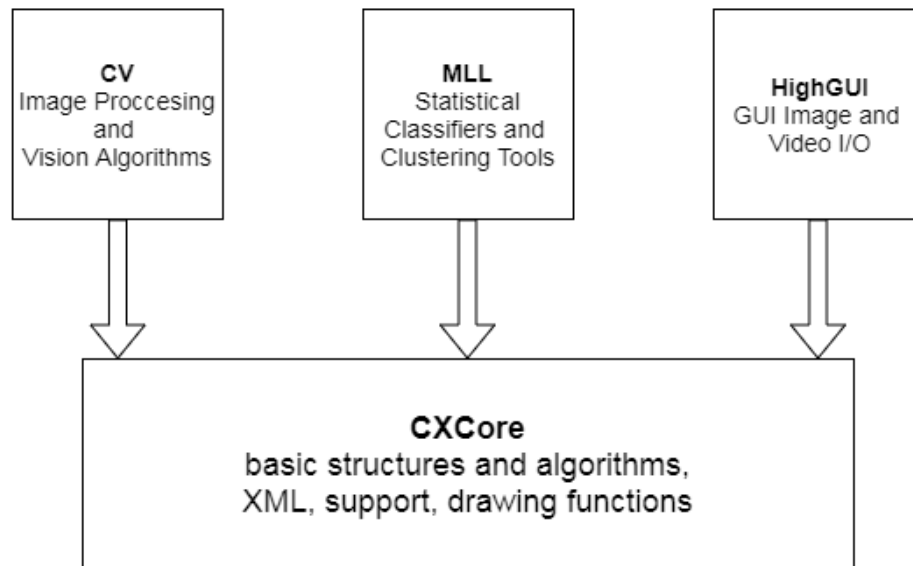 CV
Image Proccesing
and
Vision Algorithms
MLL
Statistical
Classifiers and
Clustering Tools
HighGUI
GUI Image and
Video I/O
CXCore
basic structures and algorithms,
XML, support, drawing functions